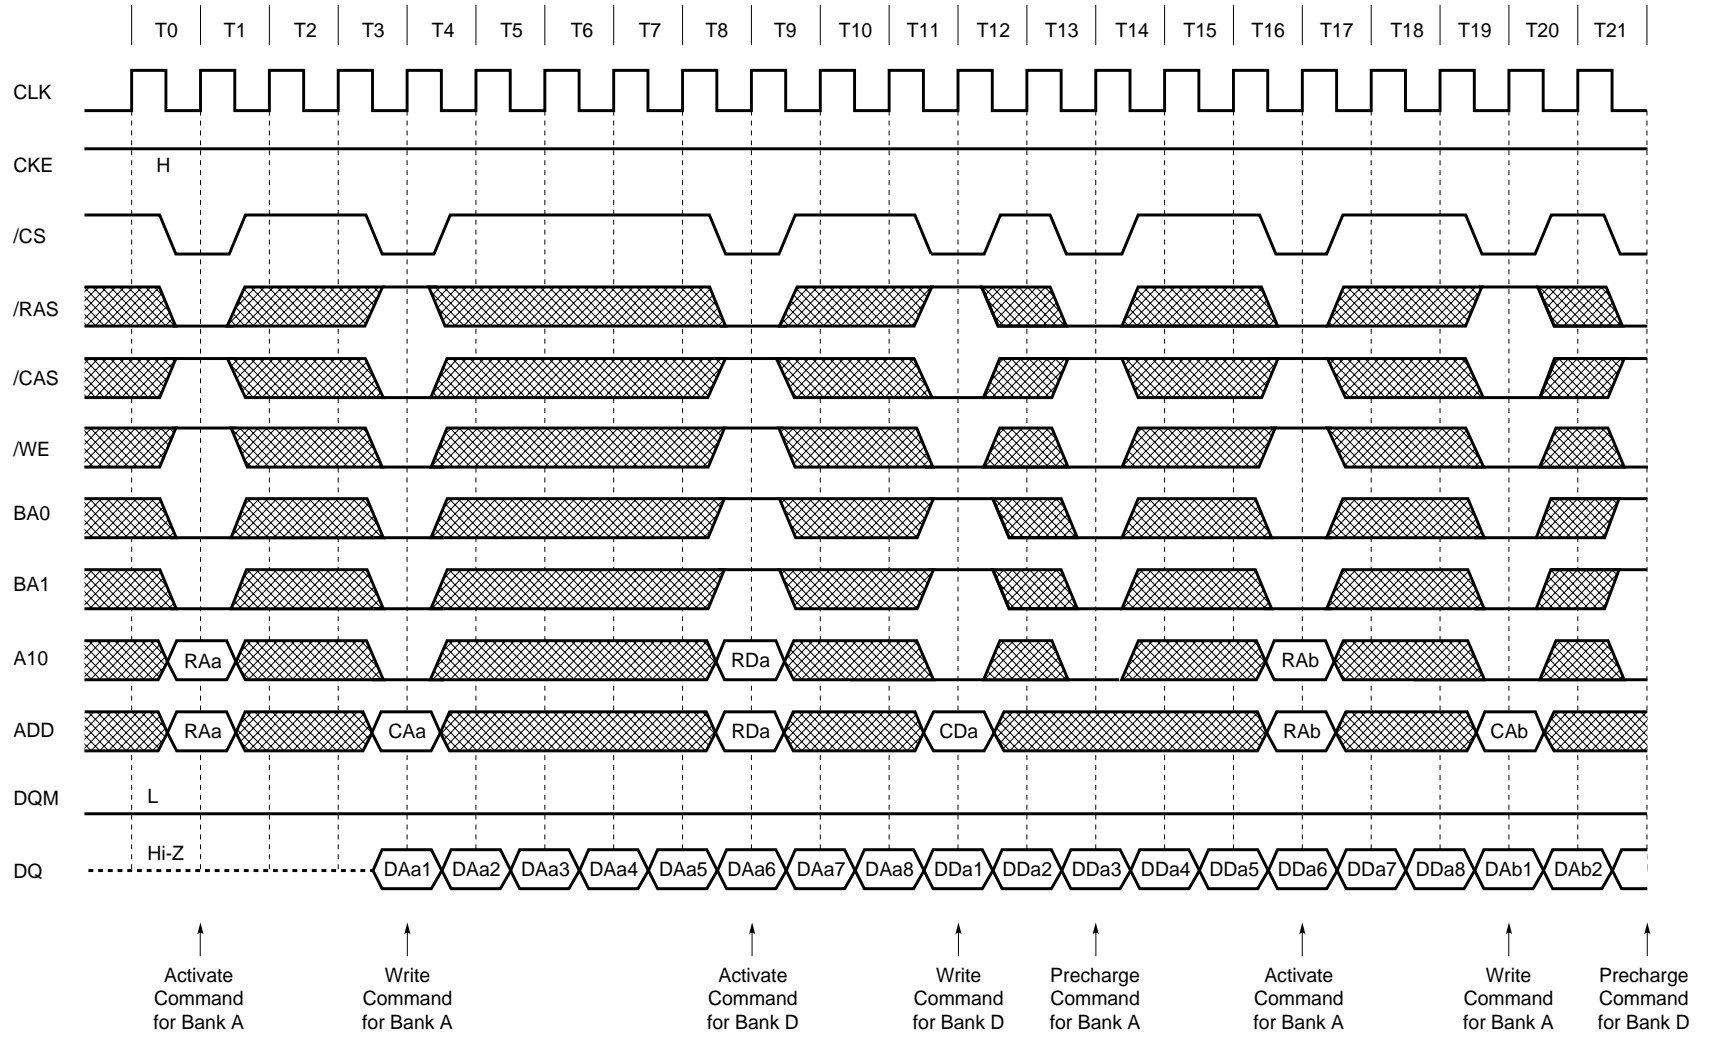 T0 T1 T2 T3 T4 T5 T6 T7 T8 T9 T10 T11 T12 T13 T14 T15 T16 T17 T18 T19 T20 T21
CLK
CKE H
/CS
/RAS
/CAS
/WE
BA0
BA1
A10 RAa RDa RAb
ADD RAa CAa RDa CDa RAb CAb
DQM L
DQ Hi-Z DAa1 DAa2 DAa3 DAa4 DAa5 DAa6 DAa7 DAa8 DDa1 DDa2 DDa3 DDa4 DDa5 DDa6 DDa7 DDa8 DAb1 DAb2
Activate Write Activate Write Precharge Activate Write Precharge
Command Command Command Command Command Command Command Command
for Bank A for Bank A for Bank D for Bank D for Bank A for Bank A for Bank A for Bank D